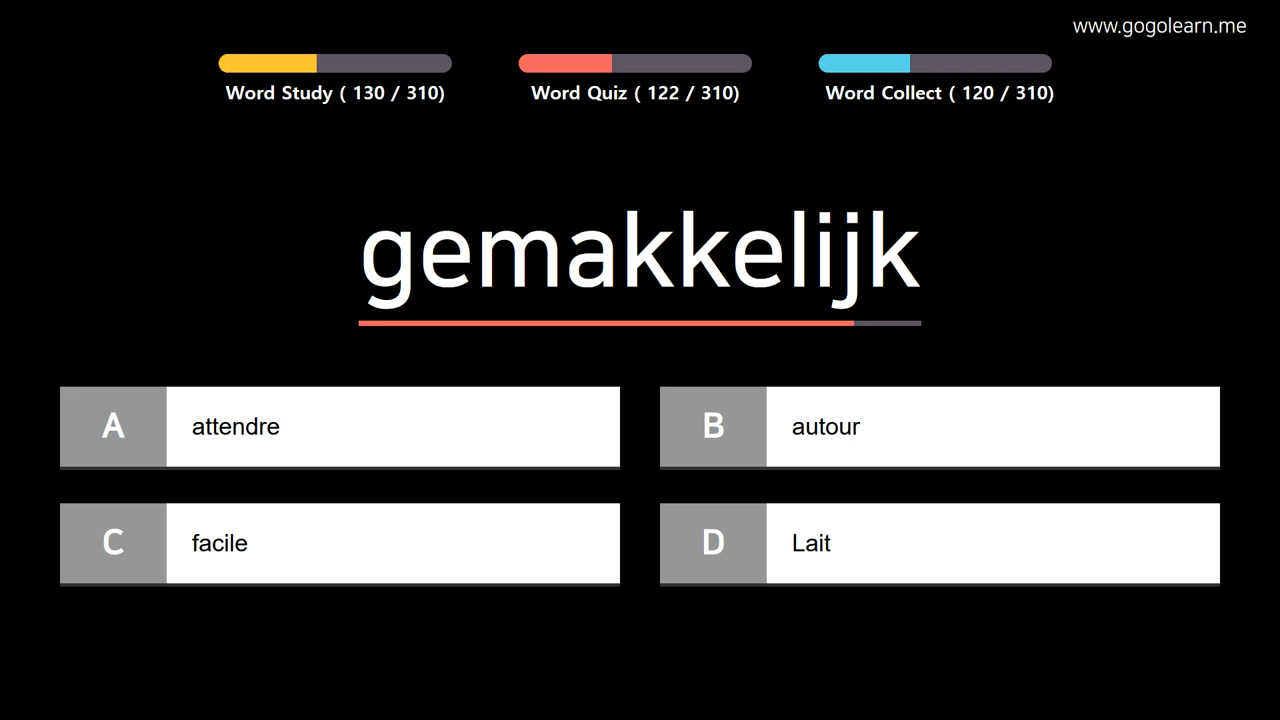 www.gogolearn.me
Word Study ( 130 / 310)
Word Quiz ( 122 / 310)
Word Collect ( 120 / 310)
gemakkelijk
A attendre
B autour
C facile
D Lait